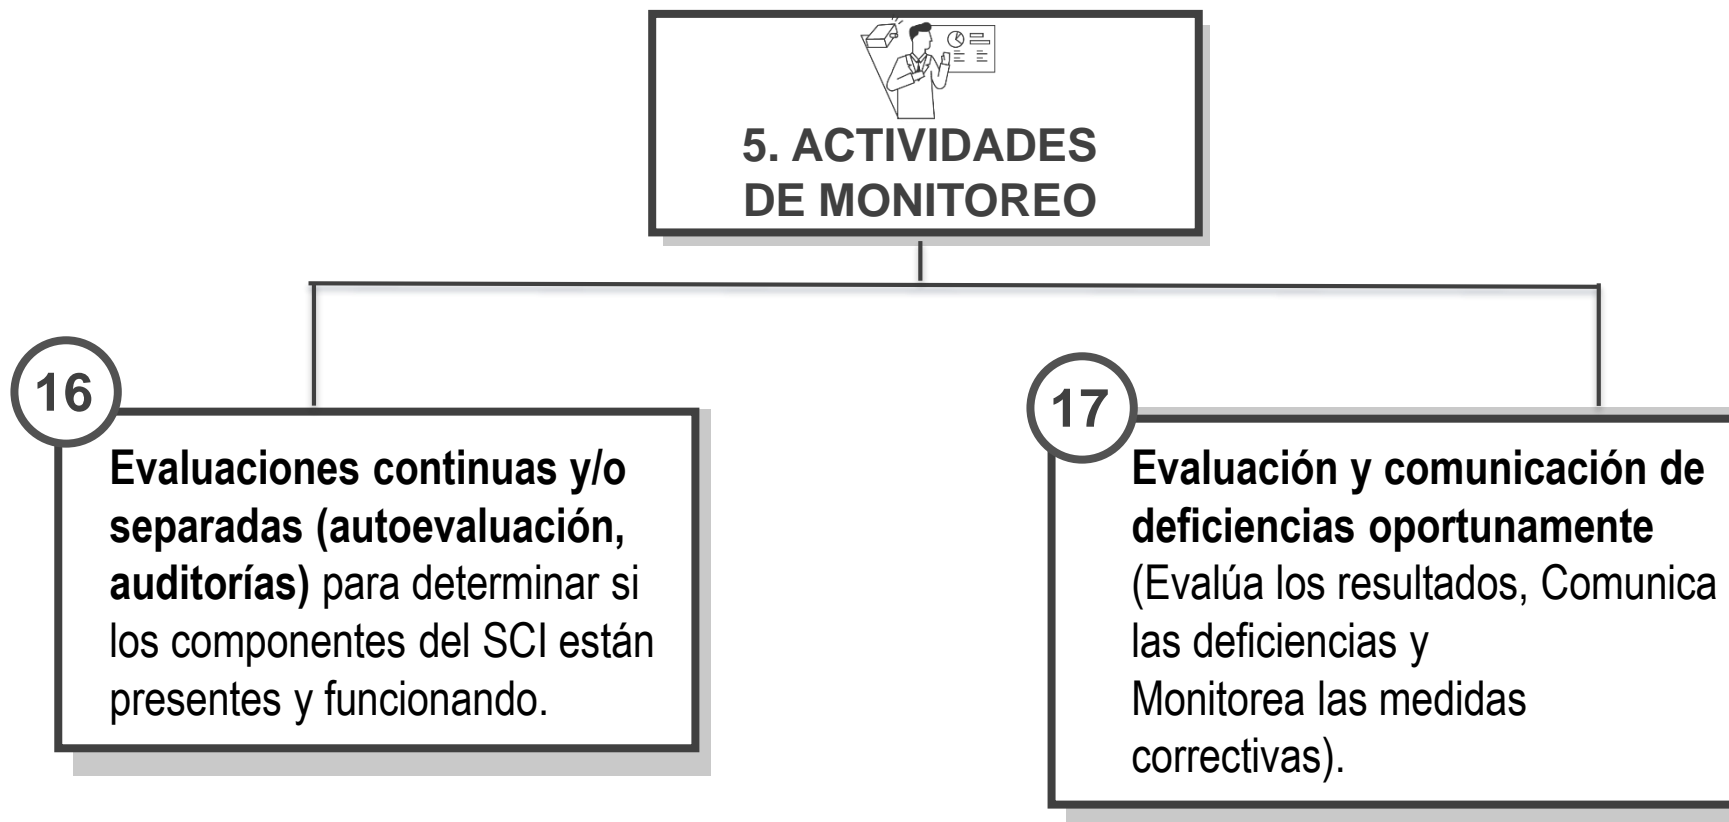 5. ACTIVIDADES
DE MONITOREO
16
Evaluaciones continuas y/o
separadas (autoevaluación,
auditorías) para determinar si
los componentes del SCI están
presentes y funcionando.
17
Evaluación y comunicación de
deficiencias oportunamente
(Evalúa los resultados, Comunica
las deficiencias y
Monitorea las medidas
correctivas).